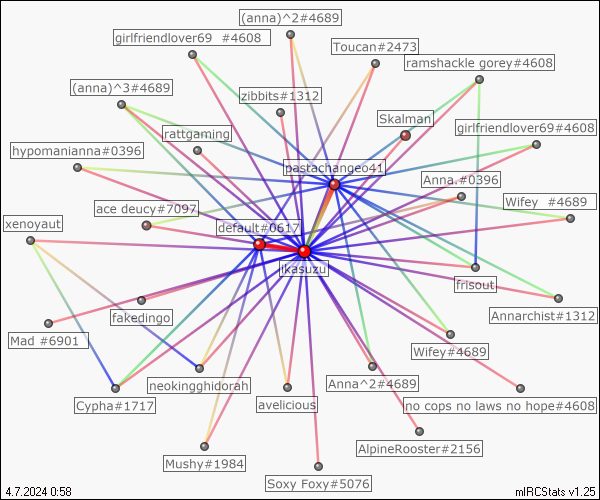 (anna)^2#4689
girlfriendlover69 #4608
Toucan#2473
ramshackle gorey#4608
(anna)^3#4689
zibbits#1312
Skalman
rattgaming
girlfriendlover69#4608
hypomanianna#0396
pastachangeo41
Anna.#0396
ace deucy#7097
Wifey #4689
xenoyaut
default#0617
lkasuzu
frisout
Annarchist#1312
fakedingo
Mad #6901
Wifey#4689
neokingghidorah
Anna^2#4689
Cypha#1717
avelicious
no cops no laws no hope#4608
AlpineRooster#2156
Mushy#1984
Soxy Foxy#5076
4.7.2024 0:58
mIRCStats v1.25